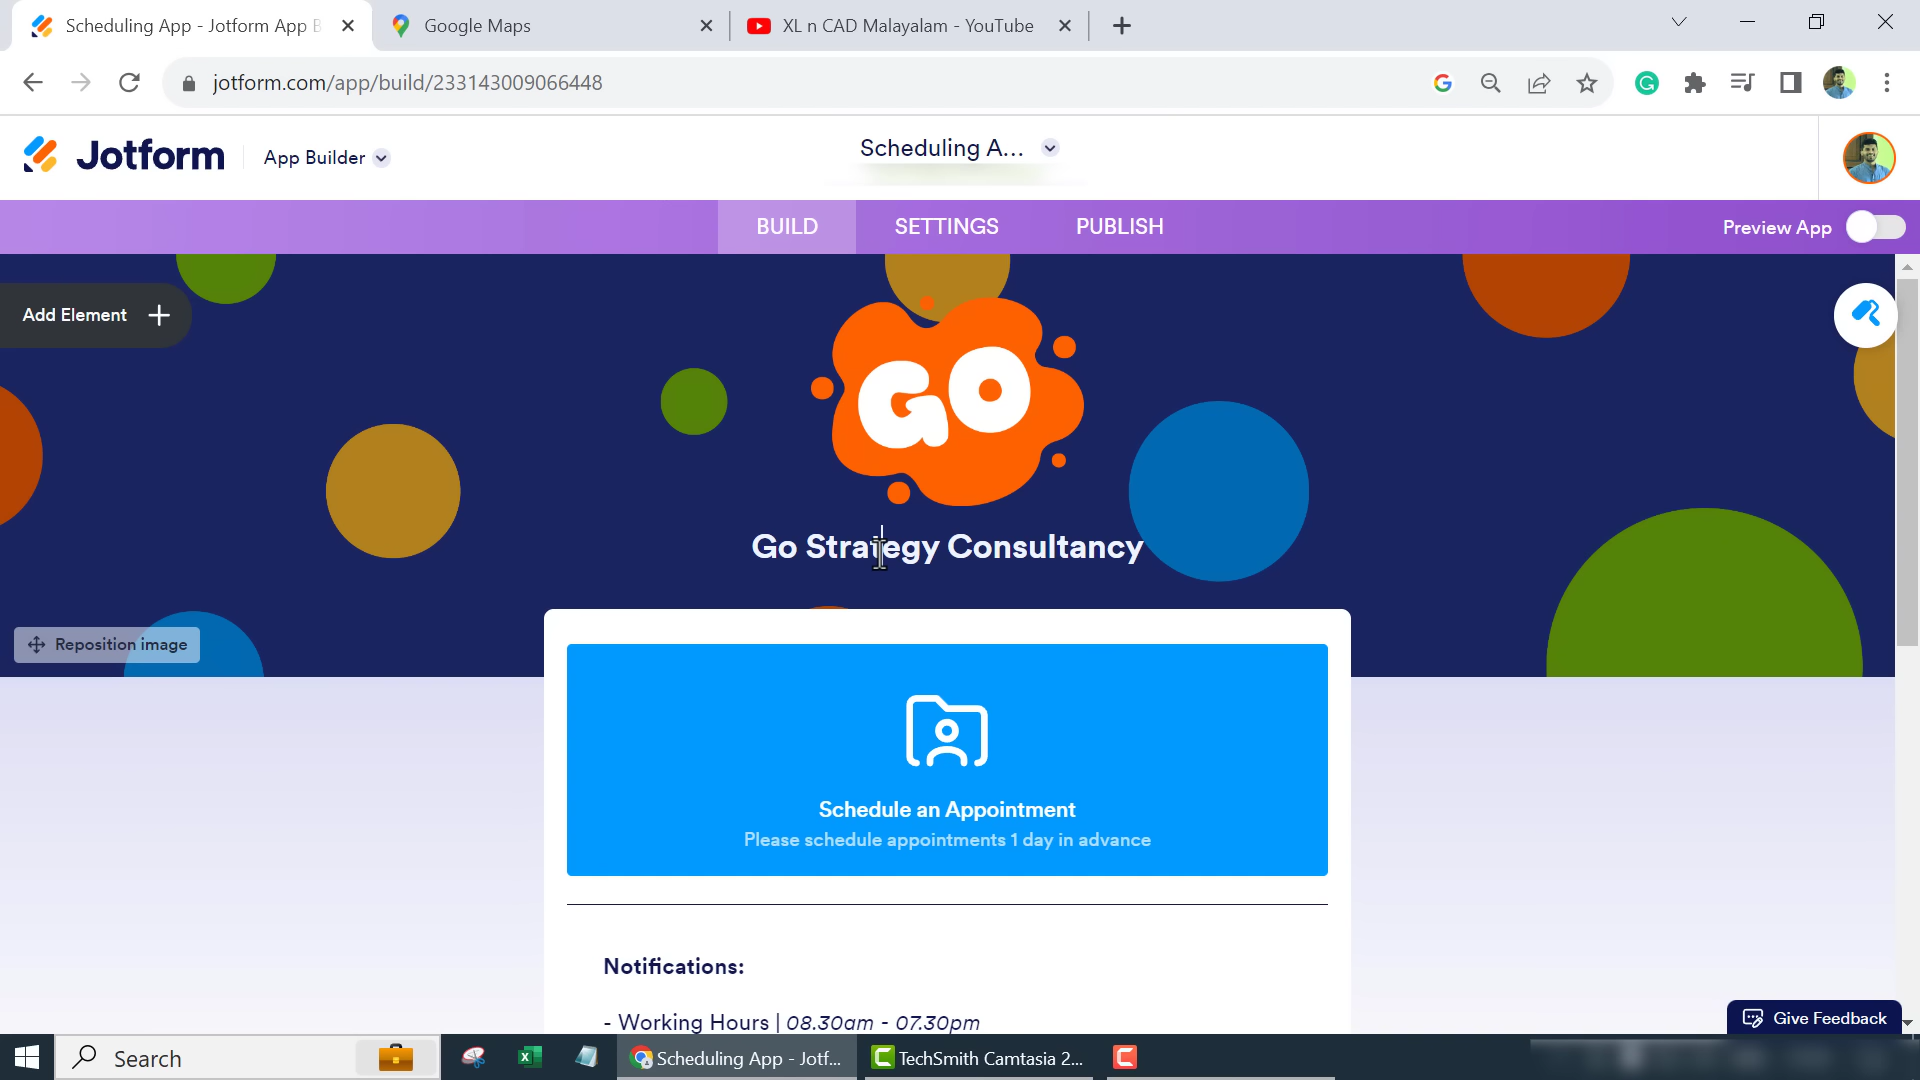 Scheduling App - Jotform App B
Google Maps
XL n CAD Malayalam - YouTube
jotform.com/app/build/233143009066448
Jotform
App Builder
Scheduling A...
BUILD
SETTINGS
PUBLISH
Preview App
Add Element
GO
Go Strategy Consultancy
Reposition image
Schedule an Appointment
Please schedule appointments 1 day in advance
Notifications:
- Working Hours | 08.30am - 07.30pm
Give Feedback
Search
Scheduling App - Jotf...
TechSmith Camtasia 2...